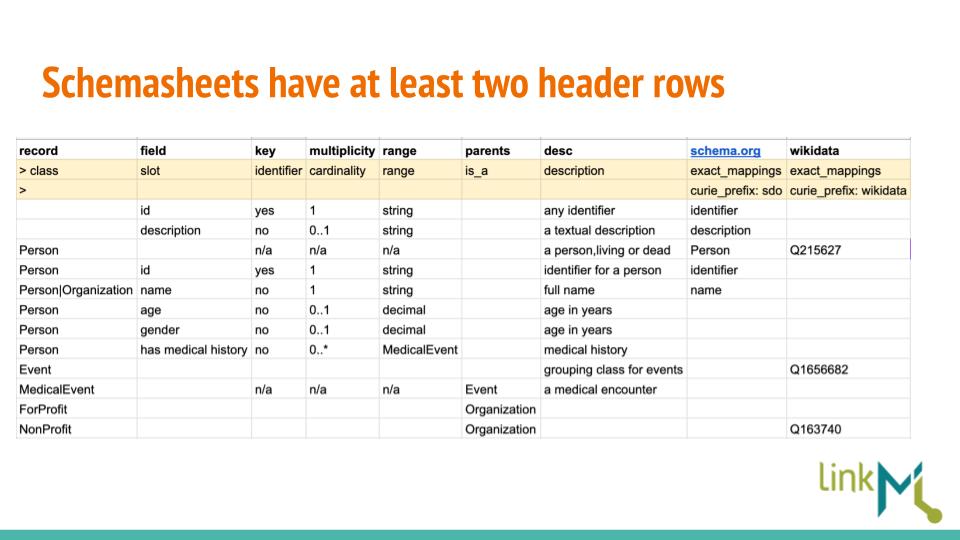 Schemasheets have at least two header rows
record field key multiplicity range parents desc schema.org wikidata
> class slot identifier cardinality range is_a description exact_mappings exact_mappings
> curie_prefix: sdo curie_prefix: wikidata
id yes 1 string any identifier identifier
description no 0..1 string a textual description description
Person n/a n/a n/a a person,living or dead Person Q215627
Person id yes 1 string identifier for a person identifier
Person|Organization name no 1 string full name name
Person age no 0..1 decimal age in years
Person gender no 0..1 decimal age in years
Person has medical history no 0..* MedicalEvent medical history
Event grouping class for events Q1656682
MedicalEvent n/a n/a n/a Event a medical encounter
ForProfit Organization
NonProfit Organization Q163740
linkML